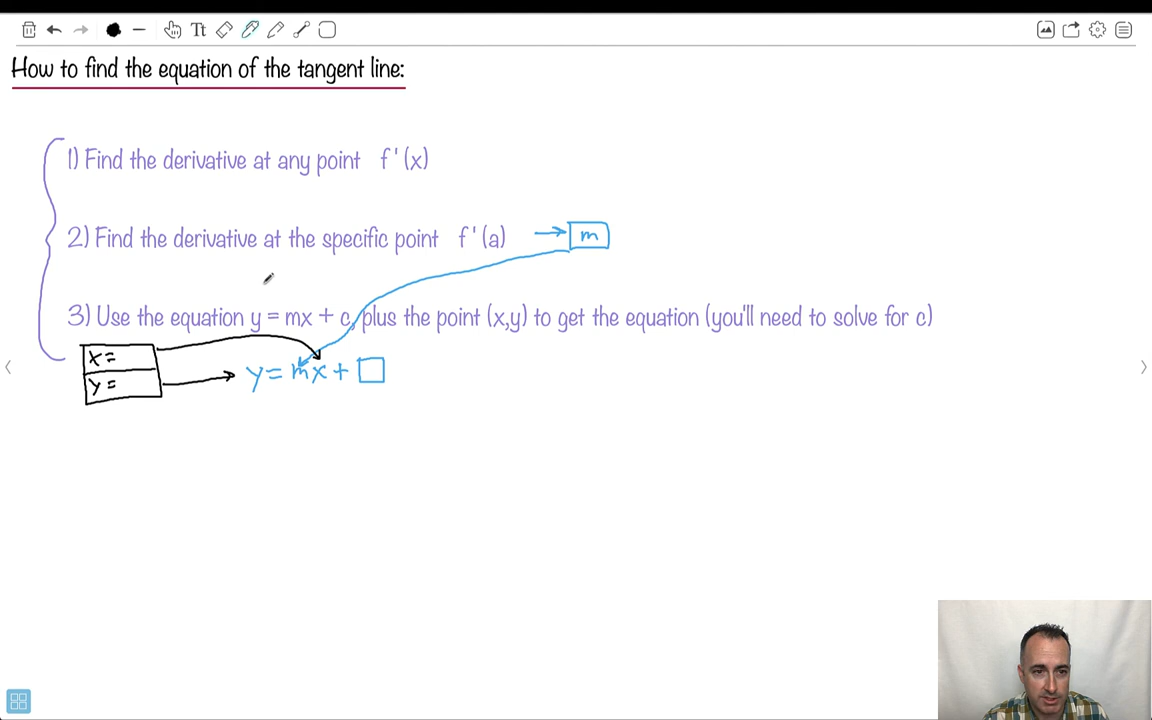 Tt
How to find the equation of the tangent line:
1) Find the derivative at any point f'(x)
2) Find the derivative at the specific point f'(a) → m
3) Use the equation y = mx + c, plus the point (x,y) to get the equation (you'll need to solve for c)
x=
y=
y= mx + □